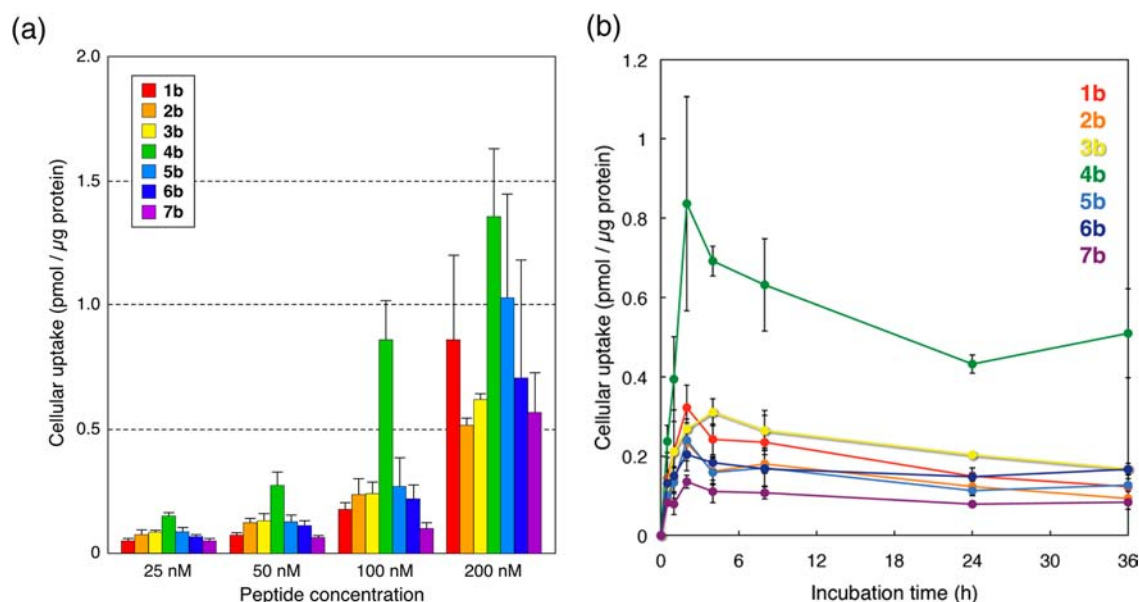 (a)
2.0
1.5
1.0
0.5
0
Cellular uptake (pmol / µg protein)
1b
2b
3b
4b
5b
6b
7b
25 nM 50 nM 100 nM 200 nM
Peptide concentration
(b)
1.2
1
0.8
0.6
0.4
0.2
0
Cellular uptake (pmol / µg protein)
1b
2b
3b
4b
5b
6b
7b
0 6 12 18 24 30 36
Incubation time (h)